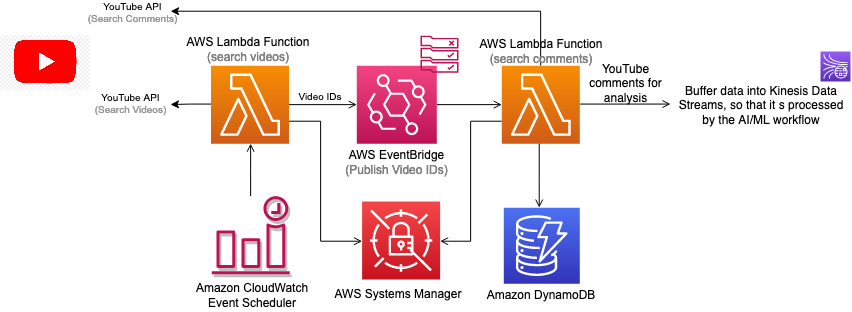 YouTube API
(Search Comments)
AWS Lambda Function
(search videos)
AWS Lambda Function
(search comments)
YouTube API
(Search Videos)
Video IDs
YouTube
comments for
analysis
Buffer data into Kinesis Data
Streams, so that it s processed
by the AI/ML workflow
AWS EventBridge
(Publish Video IDs)
Amazon CloudWatch
Event Scheduler
AWS Systems Manager
Amazon DynamoDB